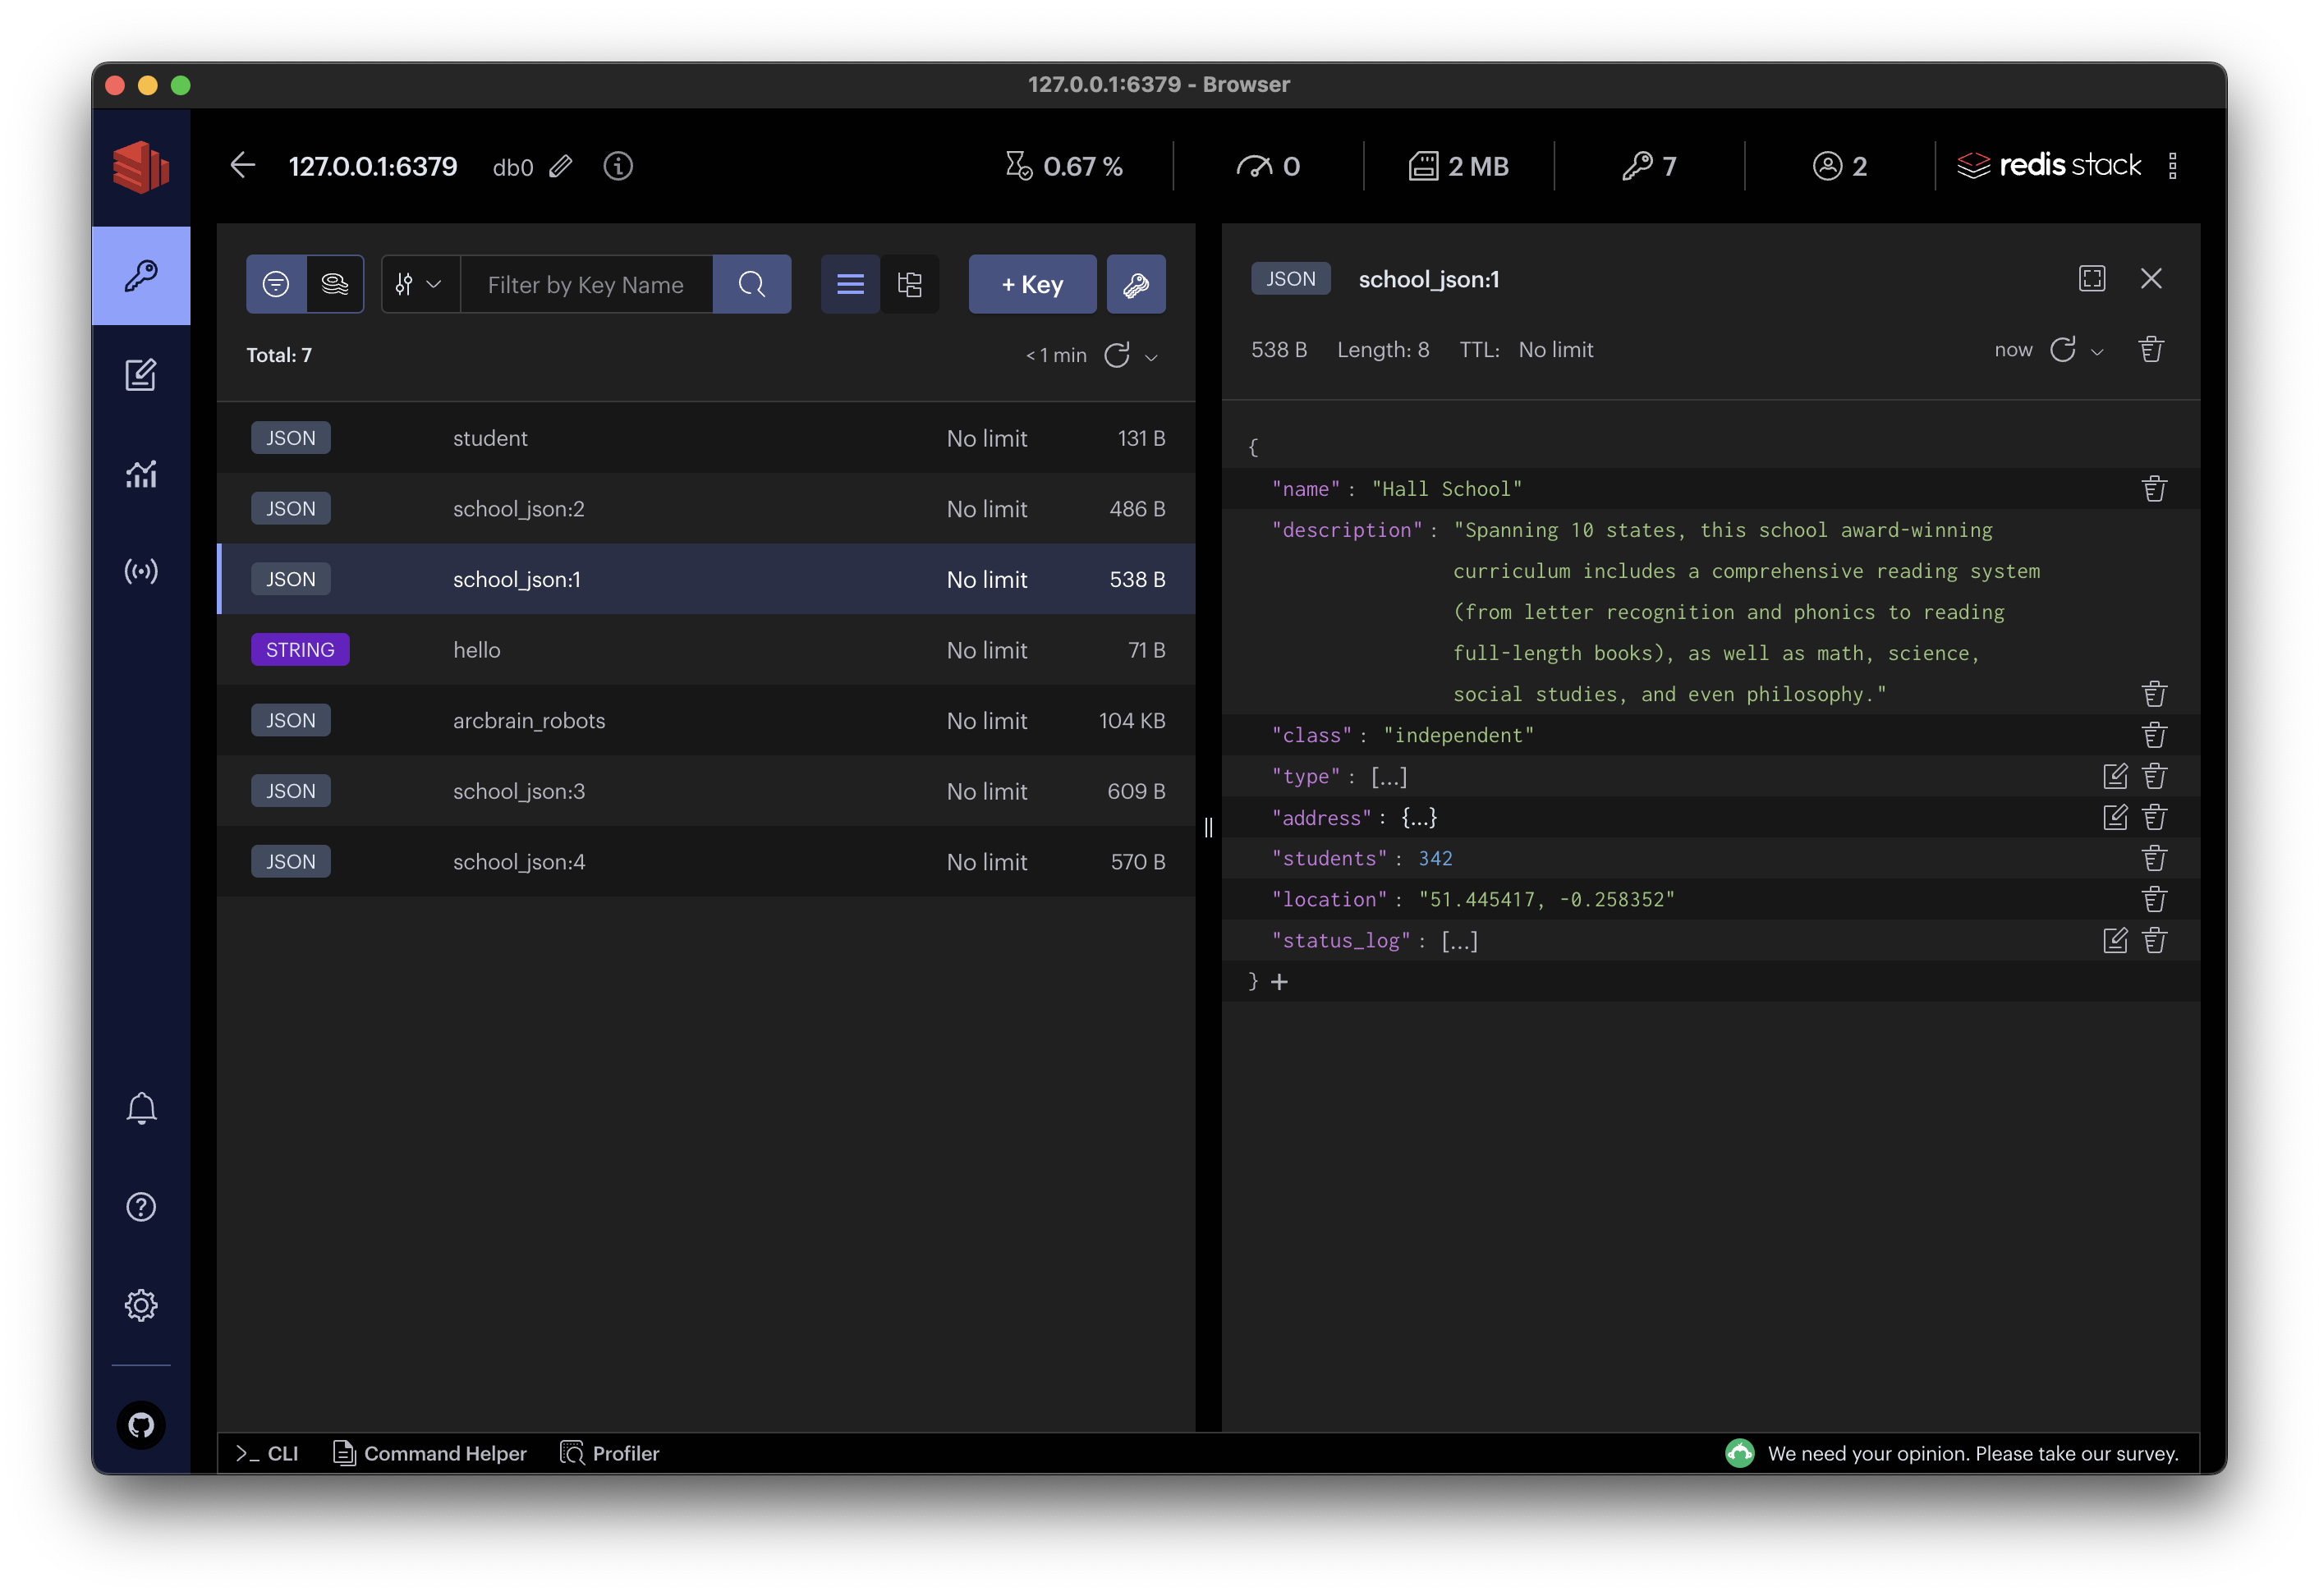 127.0.0.1:6379 - Browser
127.0.0.1:6379 db0 0.67 % 0 2 MB 7 2 redis stack
Filter by Key Name + Key
Total: 7 < 1 min
JSON student No limit 131 B
JSON school_json:2 No limit 486 B
JSON school_json:1 No limit 538 B
STRING hello No limit 71 B
JSON arcbrain_robots No limit 104 KB
JSON school_json:3 No limit 609 B
JSON school_json:4 No limit 570 B
JSON school_json:1
538 B Length: 8 TTL: No limit now
{
"name" : "Hall School"
"description" : "Spanning 10 states, this school award-winning
curriculum includes a comprehensive reading system
(from letter recognition and phonics to reading
full-length books), as well as math, science,
social studies, and even philosophy."
"class" : "independent"
"type" : [...]
"address" : {...}
"students" : 342
"location" : "51.445417, -0.258352"
"status_log" : [...]
} +
>_ CLI Command Helper Profiler We need your opinion. Please take our survey.